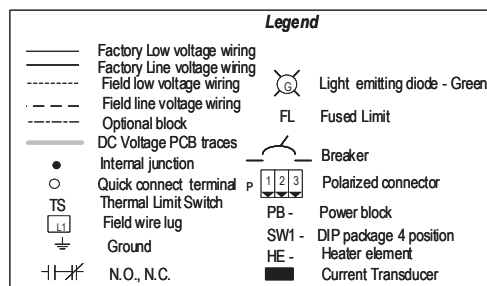 Legend
Factory Low voltage wiring
Factory Line voltage wiring
Field low voltage wiring
Field line voltage wiring
Optional block
DC Voltage PCB traces
Internal junction
Quick connect terminal
TS Thermal Limit Switch
L1 Field wire lug
Ground
N.O., N.C.
G Light emitting diode - Green
FL Fused Limit
Breaker
P 1 2 3 Polarized connector
PB - Power block
SW1 - DIP package 4 position
HE - Heater element
Current Transducer